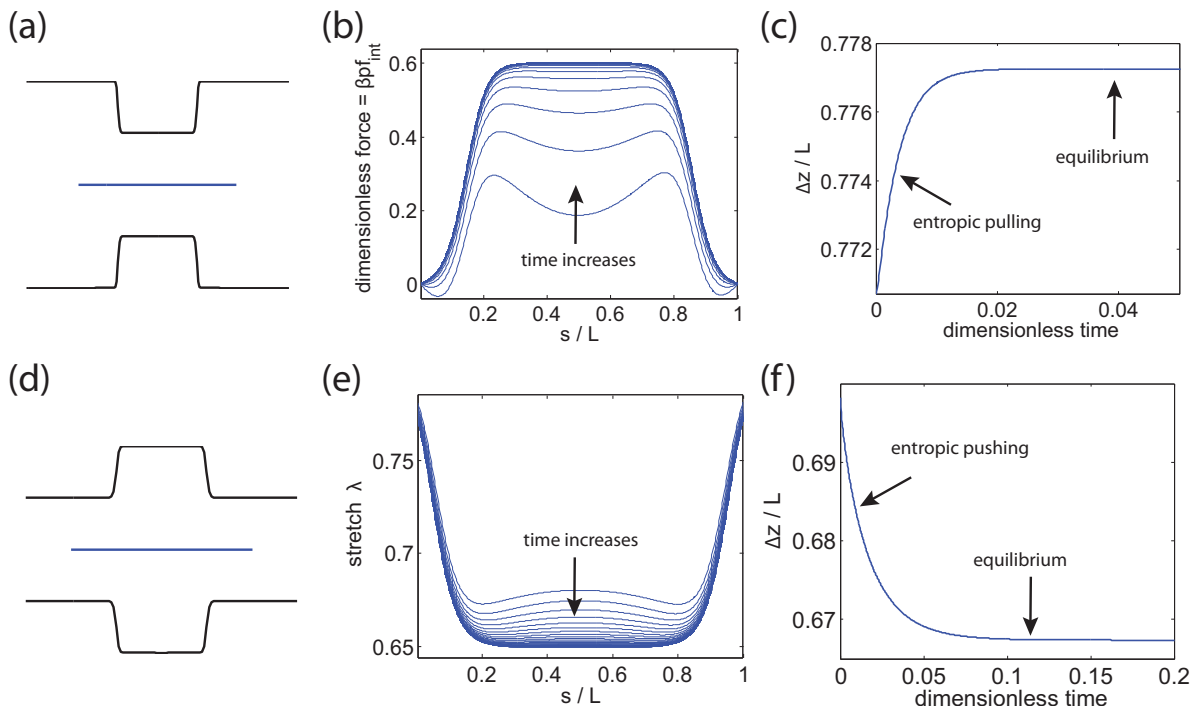 (a)
(b)
dimensionless force = βpf_int
0.6
0.4
0.2
0
time increases
0.2
0.4
0.6
0.8
1
s / L
(c)
Δz / L
0.778
0.776
0.774
0.772
equilibrium
entropic pulling
0
0.02
0.04
dimensionless time
(d)
(e)
stretch λ
0.75
0.7
0.65
time increases
0.2
0.4
0.6
0.8
1
s / L
(f)
Δz / L
0.69
0.68
0.67
entropic pushing
equilibrium
0
0.05
0.1
0.15
0.2
dimensionless time